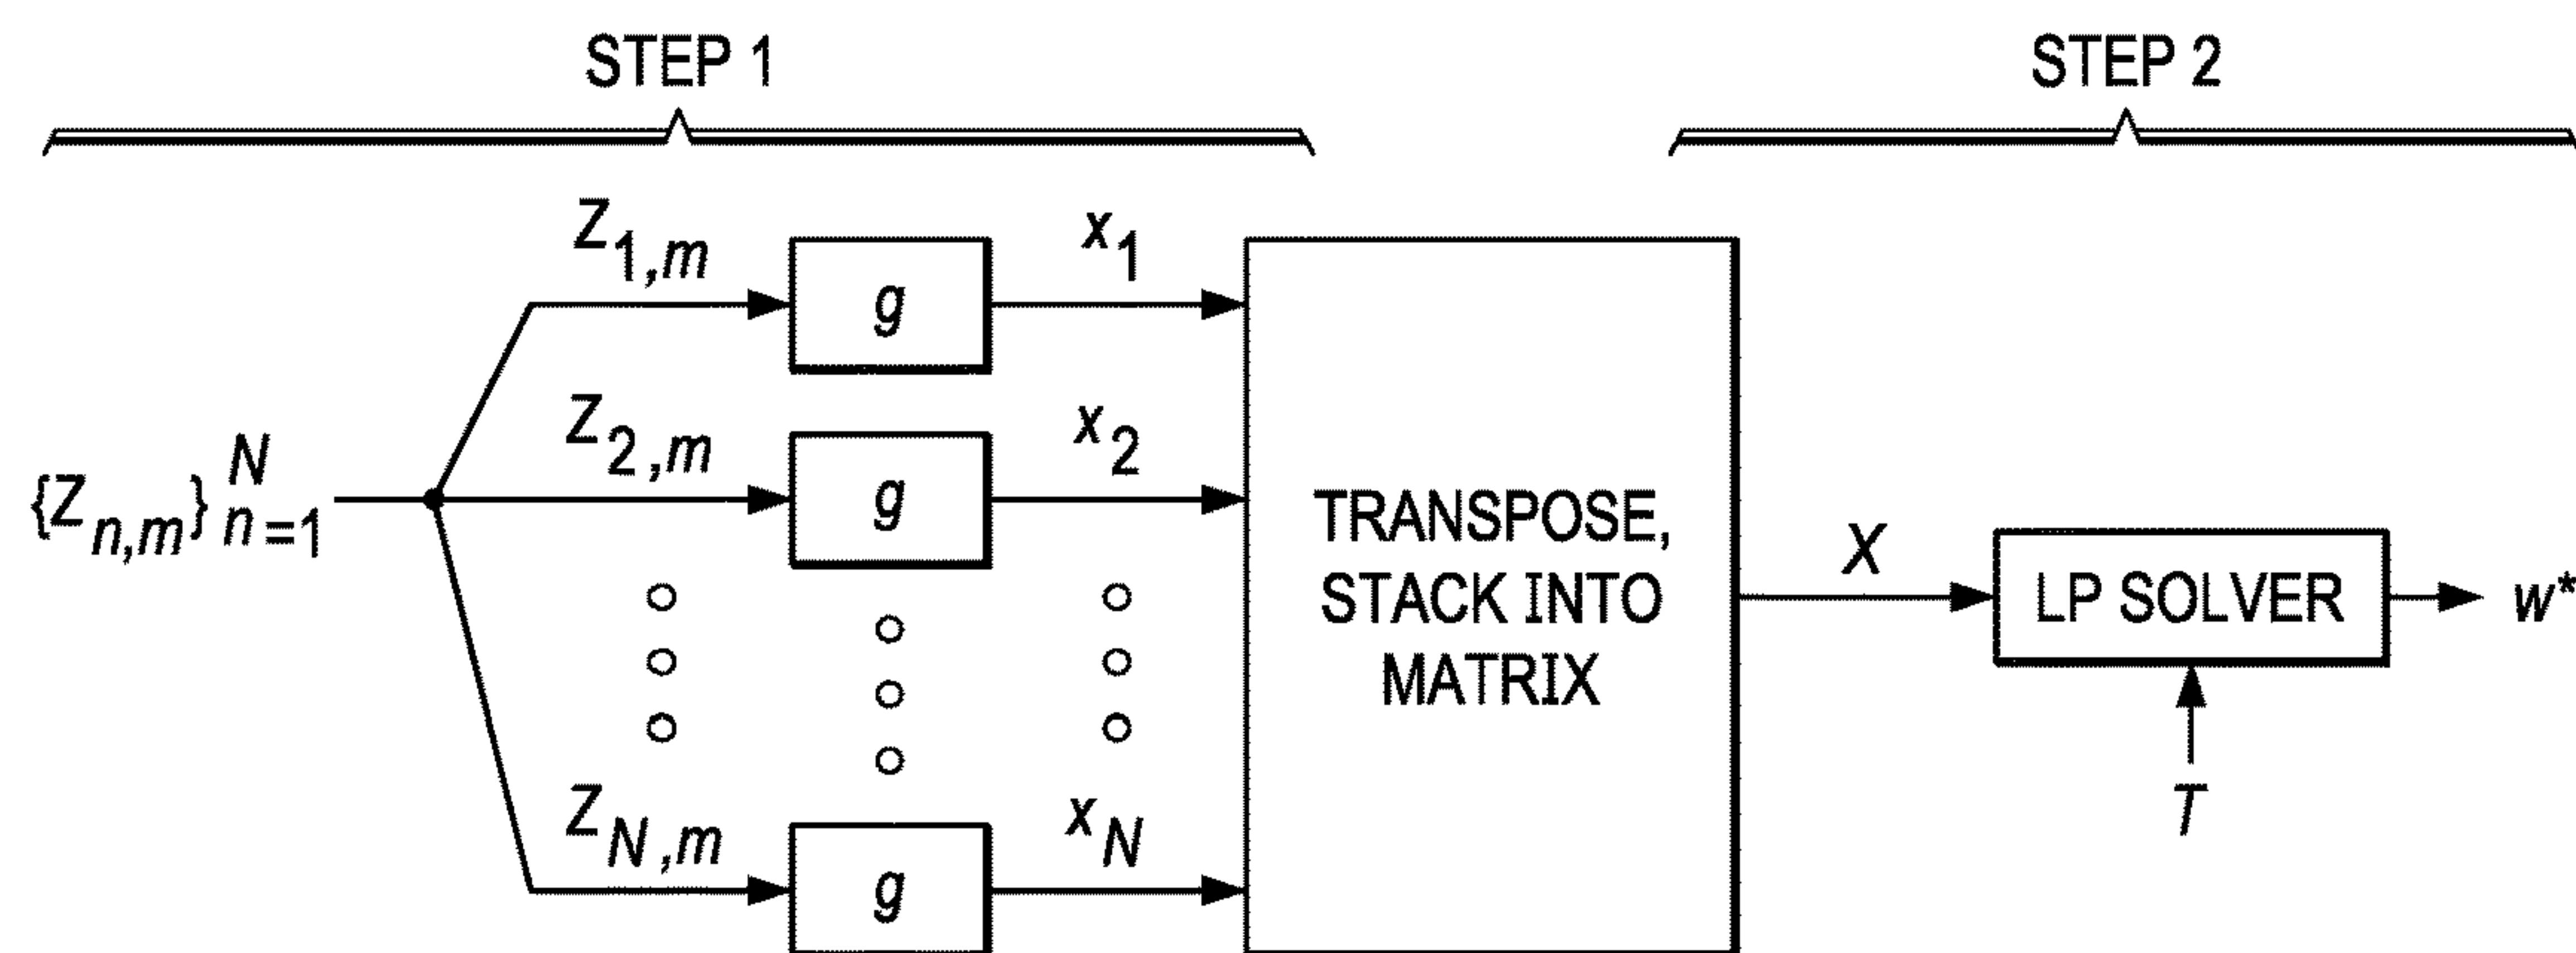 STEP 1
STEP 2
Z1,m
g
x1
Z2,m
g
x2
{Zn,m}Nn=1
TRANSPOSE,
STACK INTO
MATRIX
X
LP SOLVER
w*
T
ZN,m
g
xN